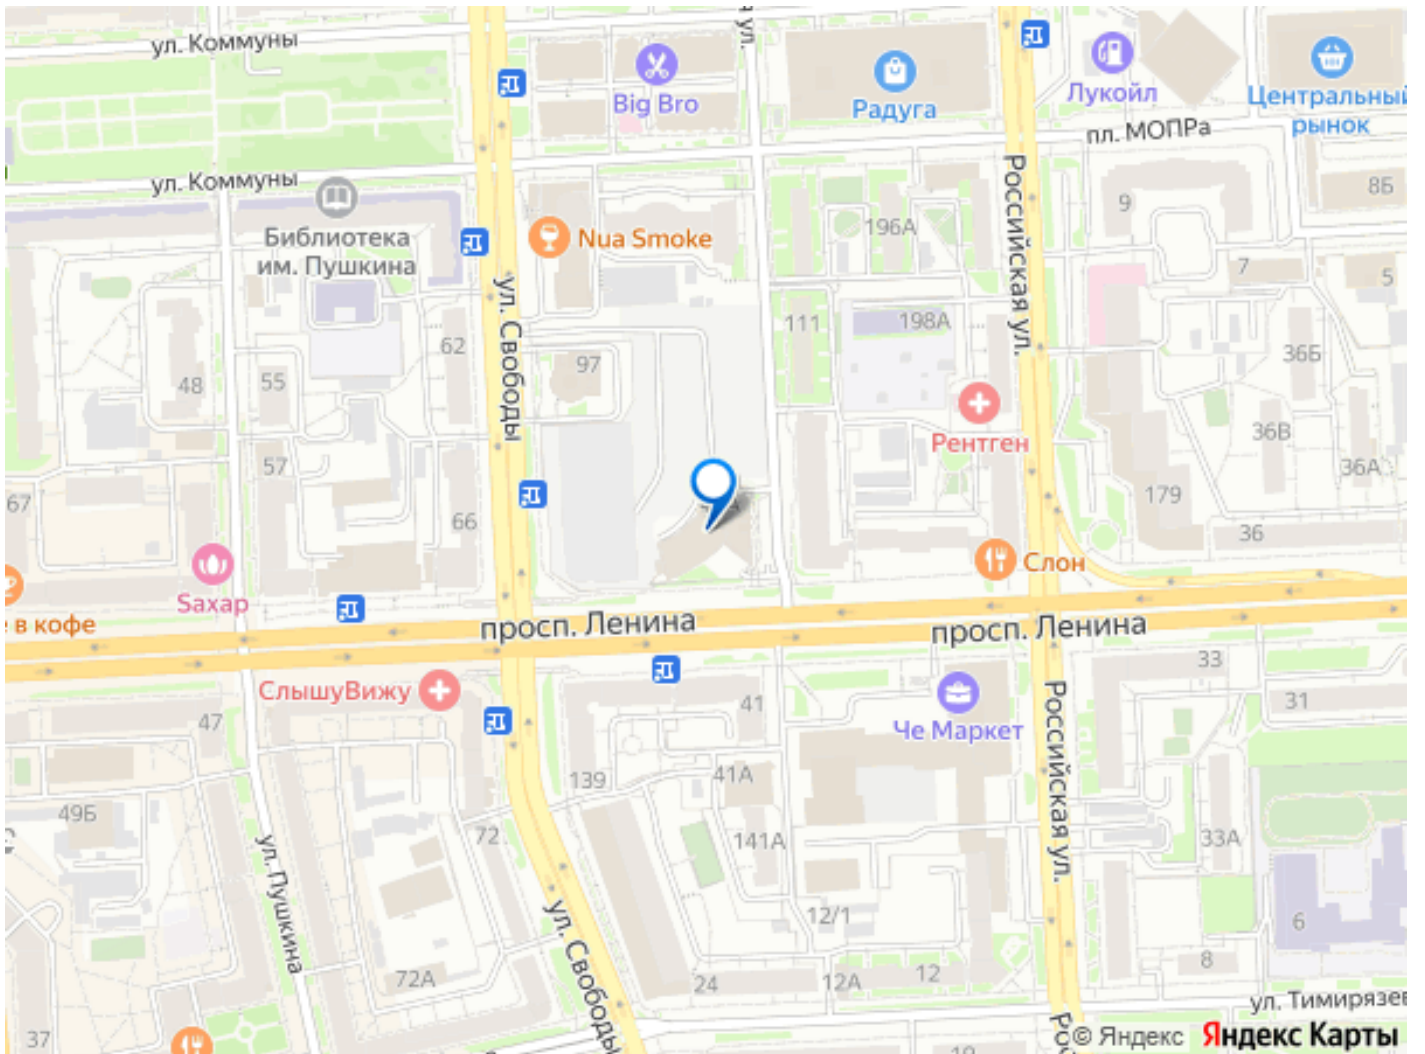 ул. Коммуны
Big Bro
Радуга
Лукойл
Центральный
рынок
пл. МОПРа
ул. Коммуны
Российская ул.
9
8Б
Библиотека
им. Пушкина
Nua Smoke
196А
7
5
ул. Свободы
62
97
111
198А
36Б
48
55
Рентген
36В
57
36А
67
66
179
36
Слон
Saxap
в кофе
просп. Ленина
просп. Ленина
СлышуВижу
33
31
47
41
Че Маркет
Российская ул.
139
41А
49Б
72
141А
33А
ул. Пушкина
12/1
6
ул. Свободы
72А
24
12А
12
8
ул. Тимирязев
37
© Яндекс
Яндекс Карты